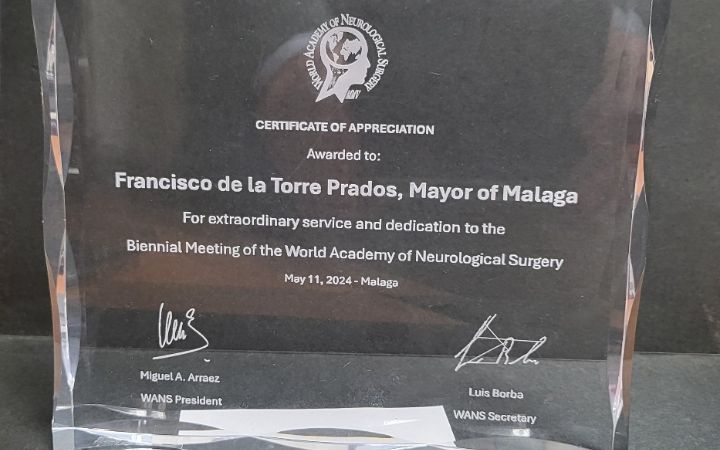 WORLD ACADEMY OF NEUROLOGICAL SURGERY
CERTIFICATE OF APPRECIATION
Awarded to:
Francisco de la Torre Prados, Mayor of Malaga
For extraordinary service and dedication to the
Biennial Meeting of the World Academy of Neurological Surgery
May 11, 2024 - Malaga
Miguel A. Arraez
WANS President
Luis Borba
WANS Secretary